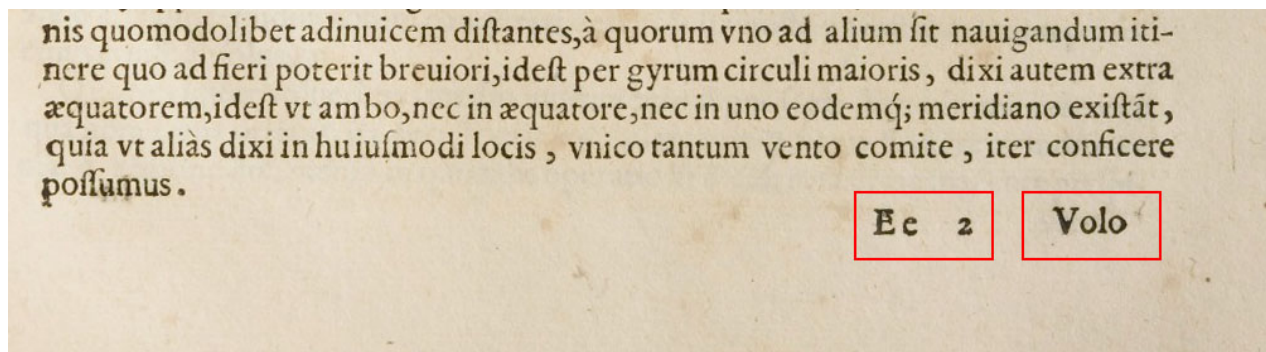 nis quomodolibet adinuicem diſtantes,à quorum vno ad alium ſit nauigandum iti-
nere quo ad fieri poterit breuiori,ideſt per gyrum circuli maioris, dixi autem extra
æquatorem,ideſt vt ambo,nec in æquatore,nec in uno eodemq́; meridiano exiſtãt,
quia vt aliàs dixi in huiuſmodi locis , vnico tantum vento comite , iter conficere
poſſumus.
Ee 2 Volo